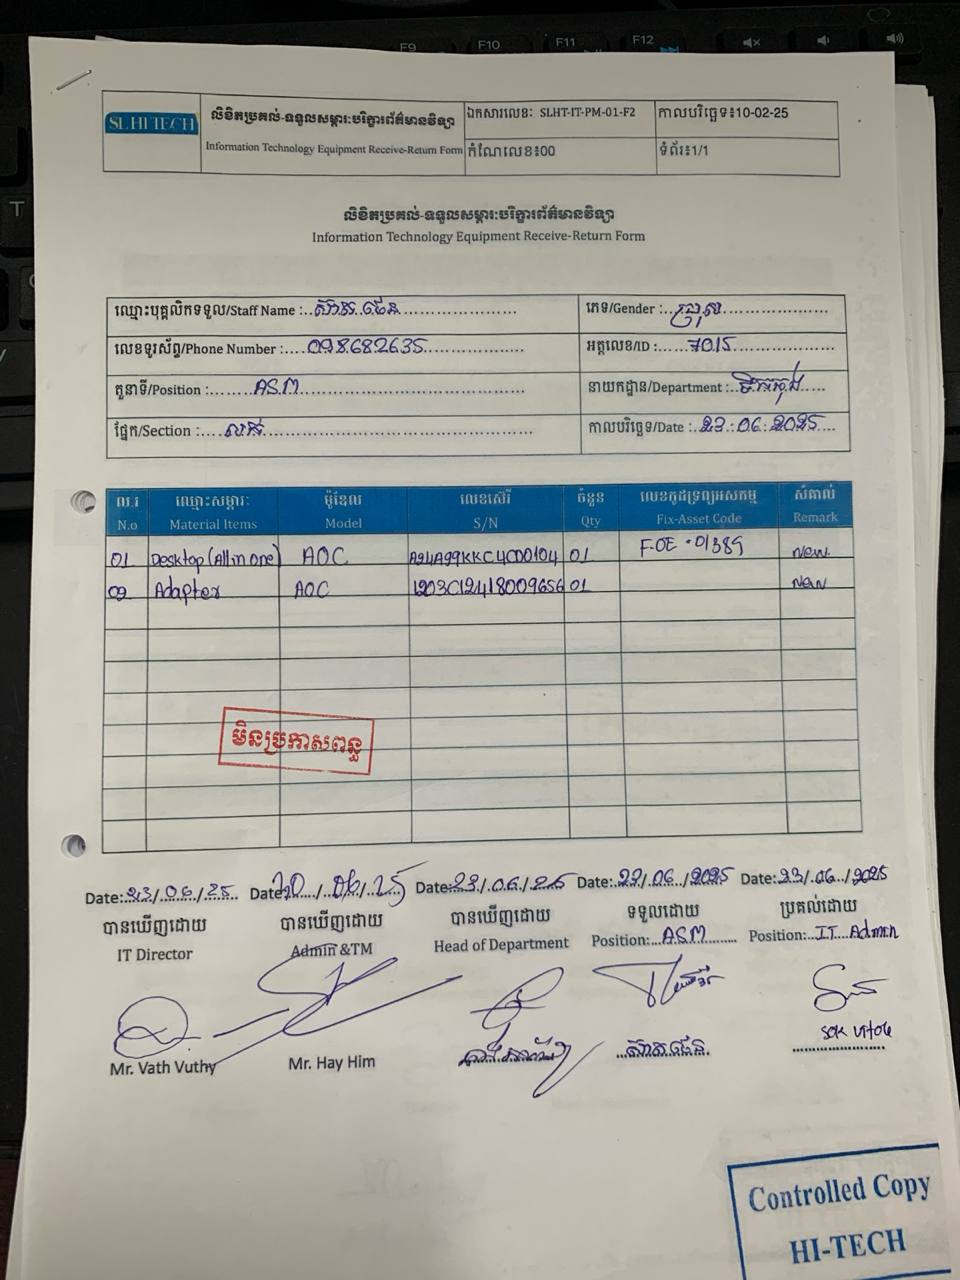 F9 F10 F11 F12
T
SLHI TECH
លិខិតប្រគល់-ទទួលសម្ភារៈបរិក្ខារព័ត៌មានវិទ្យា
Information Technology Equipment Receive-Return Form
ឯកសារលេខៈ SLHT-IT-PM-01-F2
កាលបរិច្ឆេទ៖10-02-25
កំណែលេខ៖00
ទំព័រ៖1/1
លិខិតប្រគល់-ទទួលសម្ភារៈបរិក្ខារព័ត៌មានវិទ្យា
Information Technology Equipment Receive-Return Form
ឈ្មោះបុគ្គលិកទទួល/Staff Name :
ភេទ/Gender : ប្រុស
លេខទូរស័ព្ទ/Phone Number : 098.682635
អត្តលេខ/ID : 7015
តួនាទី/Position : ASM
នាយកដ្ឋាន/Department :
ផ្នែក/Section : លក់
កាលបរិច្ឆេទ/Date : 23.06.2025
ល.រ ឈ្មោះសម្ភារៈ ម៉ូឌែល លេខស៊េរី ចំនួន លេខកូដទ្រព្យអសកម្ម សំគាល់
N.o Material Items Model S/N Qty Fix-Asset Code Remark
01 Desktop (All in one) AOC 01 F.OE.01389 New
02 Adapter AOC 01 New
មិនប្រកាសពន្ធ
Date: 23/06/25 Date: 20/06/25 Date: 23/06/25 Date: 22/06/2025 Date: 23/06/2025
បានឃើញដោយ បានឃើញដោយ បានឃើញដោយ ទទួលដោយ ប្រគល់ដោយ
IT Director Admin &TM Head of Department Position: ASM Position: IT Admin
Mr. Vath Vuthy Mr. Hay Him
Controlled Copy
HI-TECH